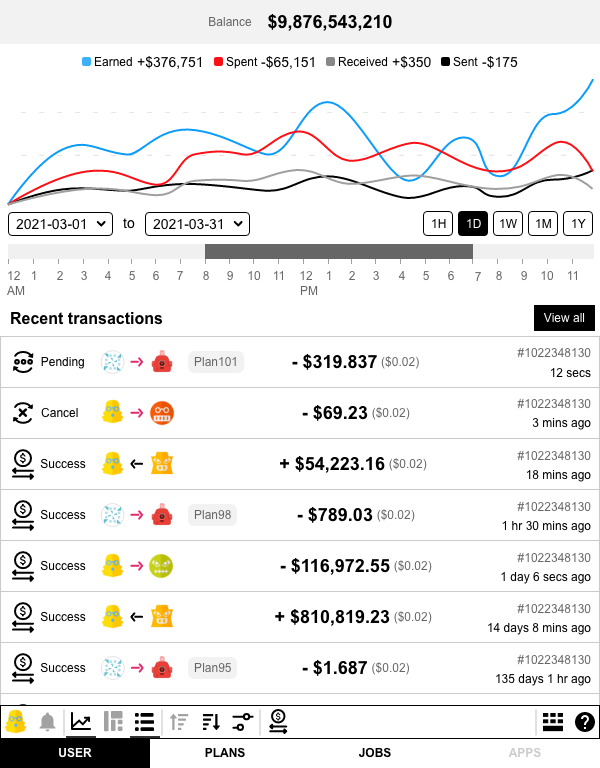 Balance $9,876,543,210
Earned +$376,751 Spent -$65,151 Received +$350 Sent -$175
2021-03-01 to 2021-03-31 1H 1D 1W 1M 1Y
12 1 2 3 4 5 6 7 8 9 10 11 12 1 2 3 4 5 6 7 8 9 10 11
AM PM
Recent transactions View all
Pending Plan101 - $319.837 ($0.02) #1022348130
12 secs
Cancel - $69.23 ($0.02) #1022348130
3 mins ago
Success + $54,223.16 ($0.02) #1022348130
18 mins ago
Success Plan98 - $789.03 ($0.02) #1022348130
1 hr 30 mins ago
Success - $116,972.55 ($0.02) #1022348130
1 day 6 secs ago
Success + $810,819.23 ($0.02) #1022348130
14 days 8 mins ago
Success Plan95 - $1.687 ($0.02) #1022348130
135 days 1 hr ago
USER PLANS JOBS APPS